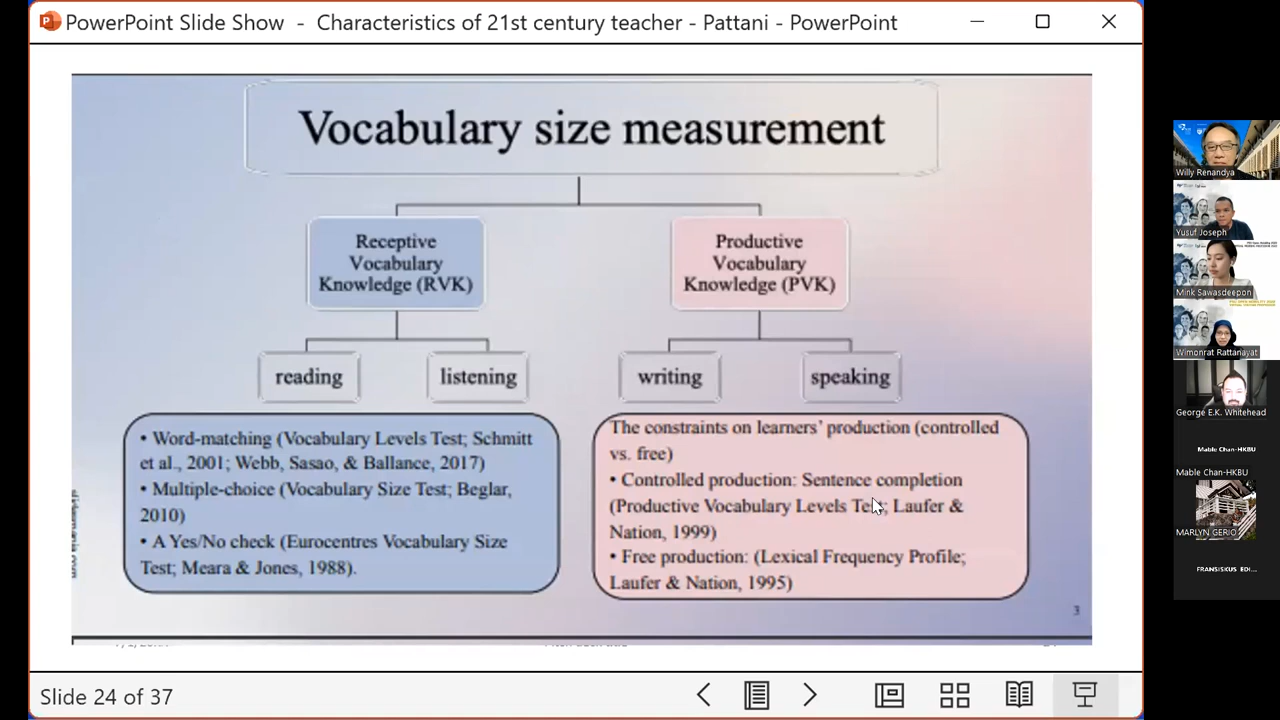 PowerPoint Slide Show - Characteristics of 21st century teacher - Pattani - PowerPoint
Vocabulary size measurement
Receptive
Vocabulary
Knowledge (RVK)
Productive
Vocabulary
Knowledge (PVK)
reading
listening
writing
speaking
• Word-matching (Vocabulary Levels Test; Schmitt
et al., 2001; Webb, Sasao, & Ballance, 2017)
• Multiple-choice (Vocabulary Size Test; Beglar,
2010)
• A Yes/No check (Eurocentres Vocabulary Size
Test; Meara & Jones, 1988).
The constraints on learners’ production (controlled
vs. free)
• Controlled production: Sentence completion
(Productive Vocabulary Levels Test; Laufer &
Nation, 1999)
• Free production: (Lexical Frequency Profile;
Laufer & Nation, 1995)
3
Slide 24 of 37
Willy Renandya
Yusuf Joseph
Mink Sawasdeepon
Wimonrat Rattanayat
George E.K. Whitehead
Mable Chan-HKBU
Mable Chan-HKBU
MARLYN GERIO
FRANSISKUS EDI...